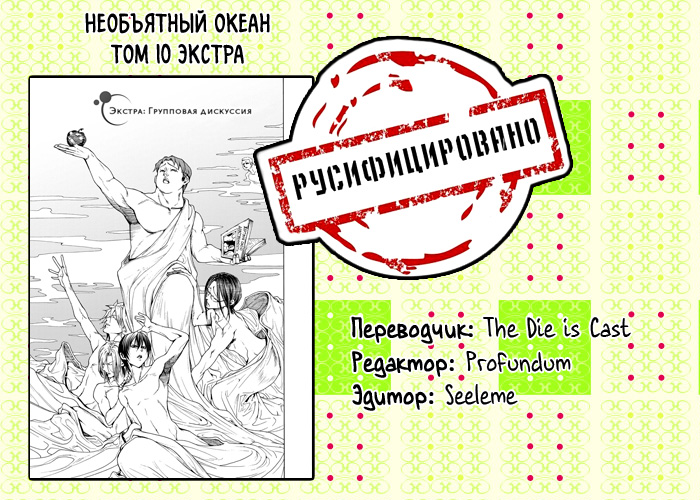 НЕОБЪЯТНЫЙ ОКЕАН
ТОМ 10 ЭКСТРА
Экстра: Групповая дискуссия
РУСИФИЦИРОВАНО
Переводчик: The Die is Cast
Редактор: Profundum
Эдитор: Seeleme